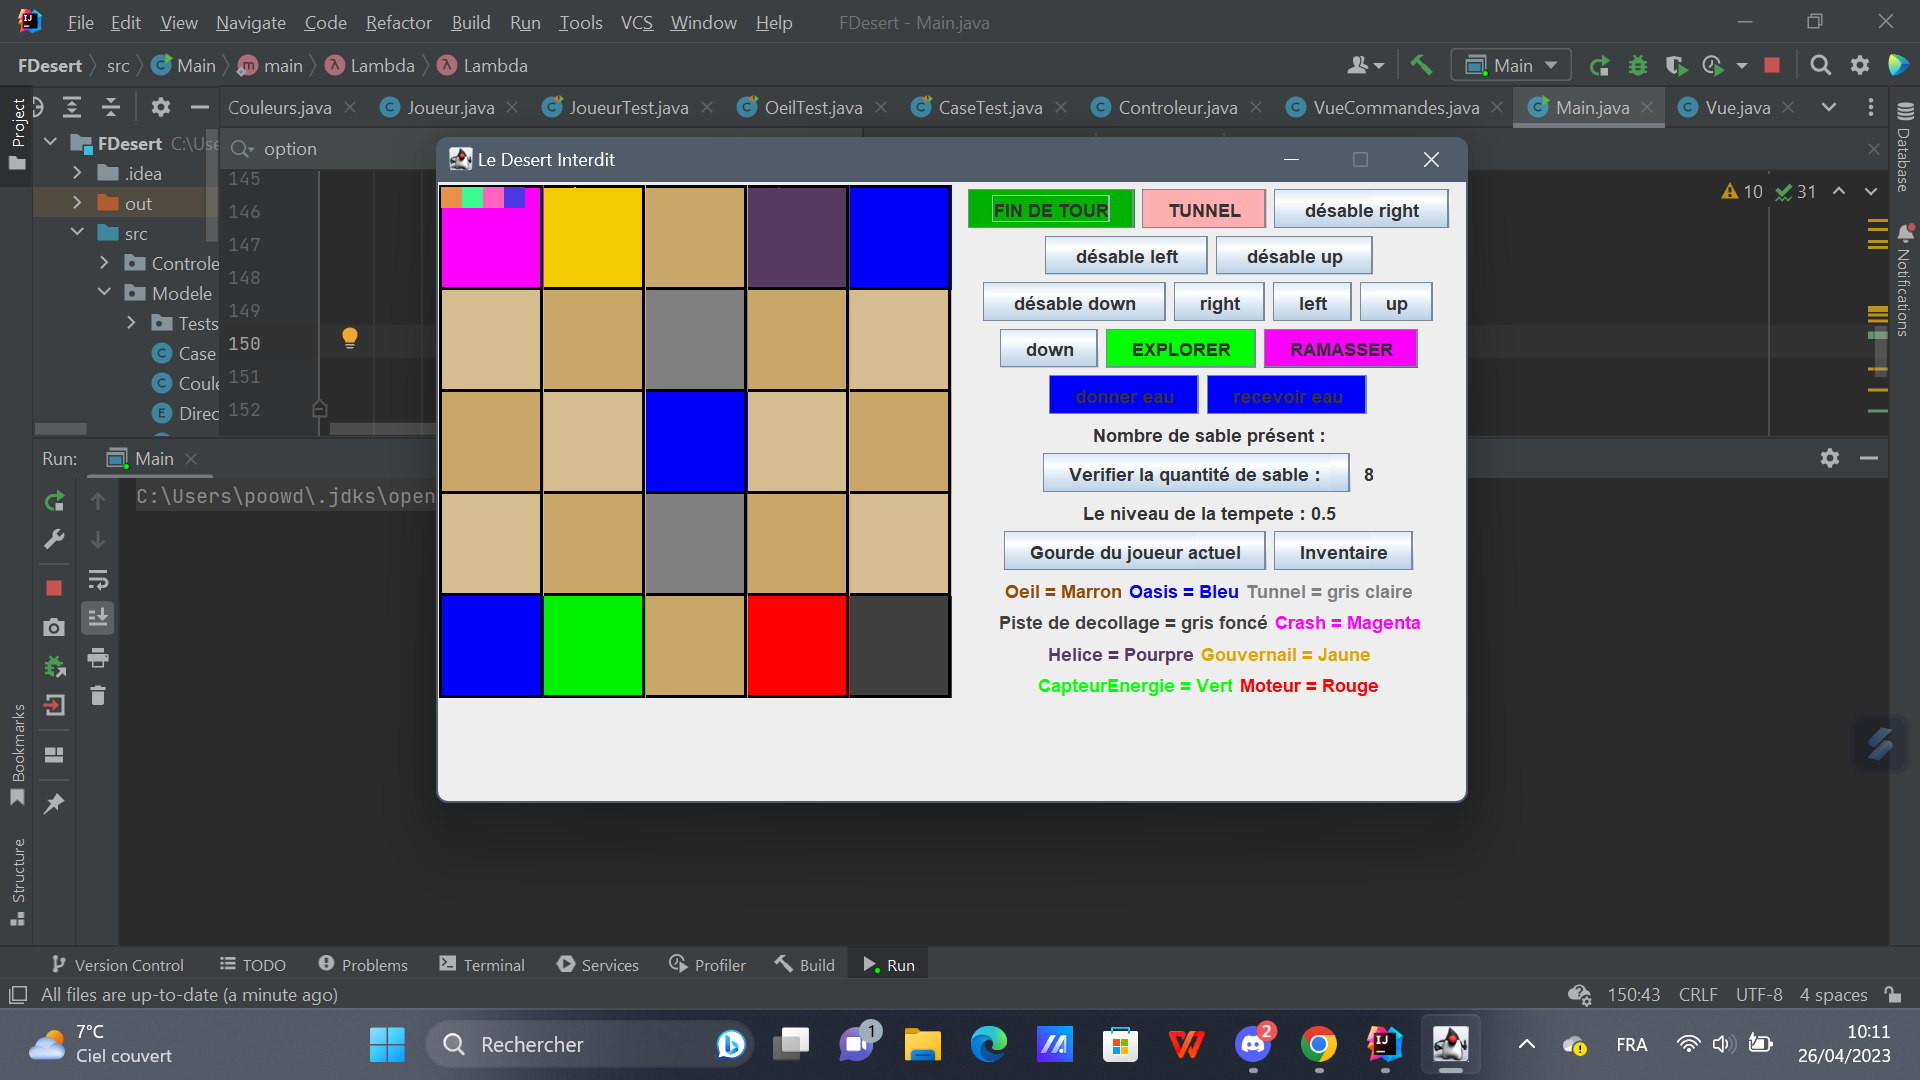 File Edit View Navigate Code Refactor Build Run Tools VCS Window Help FDesert - Main.java
FDesert src Main main Lambda Lambda Main
Project
Couleurs.java Joueur.java JoueurTest.java OeilTest.java CaseTest.java Controleur.java VueCommandes.java Main.java Vue.java
FDesert C:\Use
option
.idea
out
src
Controle
Modele
Tests
Case
Coule
Direc
145
146
147
148
149
150
151
152
10 31
Database
Notifications
Le Desert Interdit
FIN DE TOUR TUNNEL désable right
désable left désable up
désable down right left up
down EXPLORER RAMASSER
donner eau recevoir eau
Nombre de sable présent :
Verifier la quantité de sable : 8
Le niveau de la tempete : 0.5
Gourde du joueur actuel Inventaire
Oeil = Marron Oasis = Bleu Tunnel = gris claire
Piste de decollage = gris foncé Crash = Magenta
Helice = Pourpre Gouvernail = Jaune
CapteurEnergie = Vert Moteur = Rouge
Run: Main
C:\Users\poowd\.jdks\open
Bookmarks
Structure
Version Control TODO Problems Terminal Services Profiler Build Run
All files are up-to-date (a minute ago) 150:43 CRLF UTF-8 4 spaces
7°C
Ciel couvert
Rechercher
1
2
FRA
10:11
26/04/2023